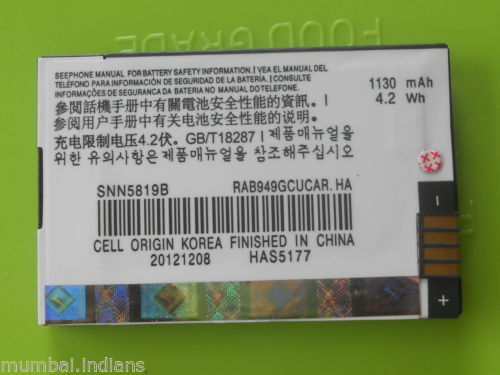 FOOD GRADE
SEEPHONE MANUAL FOR BATTERY SAFETY INFORMATION. | VEA EL MANUAL DEL
TELÉFONO PARA INFORMACIÓN DE SEGURIDAD DE LA BATERÍA. | CONSULTE
INFORMAÇÕES DE SEGURANÇA DA BATERIA NO MANUAL DO TELEFONE. |
參閱話機手冊中有關電池安全性能的資訊。 |
参阅用户手册中有关电池安全性能的说明。
充电限制电压4.2伏。GB/T18287 | 제품매뉴얼을
위한 유의사항은 제품매뉴얼을 참조해주십시요.
1130 mAh
4.2 Wh
SNN5819B
RAB949GCUCAR.HA
CELL ORIGIN KOREA FINISHED IN CHINA
20121208
HAS5177
–
+
mumbai.indians